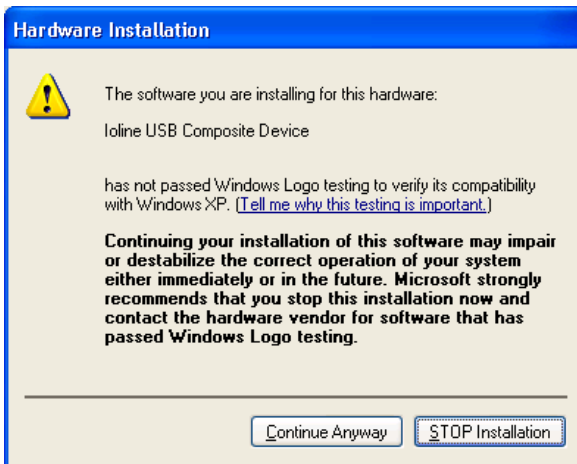 Hardware Installation
The software you are installing for this hardware:
Ioline USB Composite Device
has not passed Windows Logo testing to verify its compatibility
with Windows XP. (Tell me why this testing is important.)
Continuing your installation of this software may impair
or destabilize the correct operation of your system
either immediately or in the future. Microsoft strongly
recommends that you stop this installation now and
contact the hardware vendor for software that has
passed Windows Logo testing.
Continue Anyway
STOP Installation